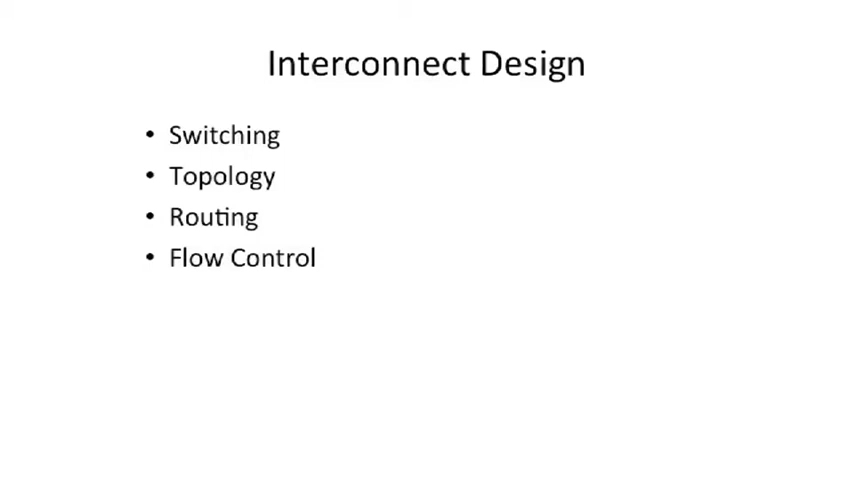 Interconnect Design
• Switching
• Topology
• Routing
• Flow Control